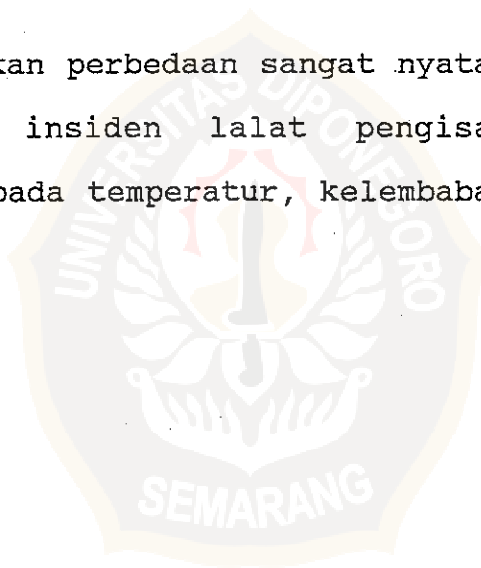 kan perbedaan sangat nyata
insiden lalat pengisa
pada temperatur, kelembaba
UNIVERSITAS DIPONEGORO
SEMARANG